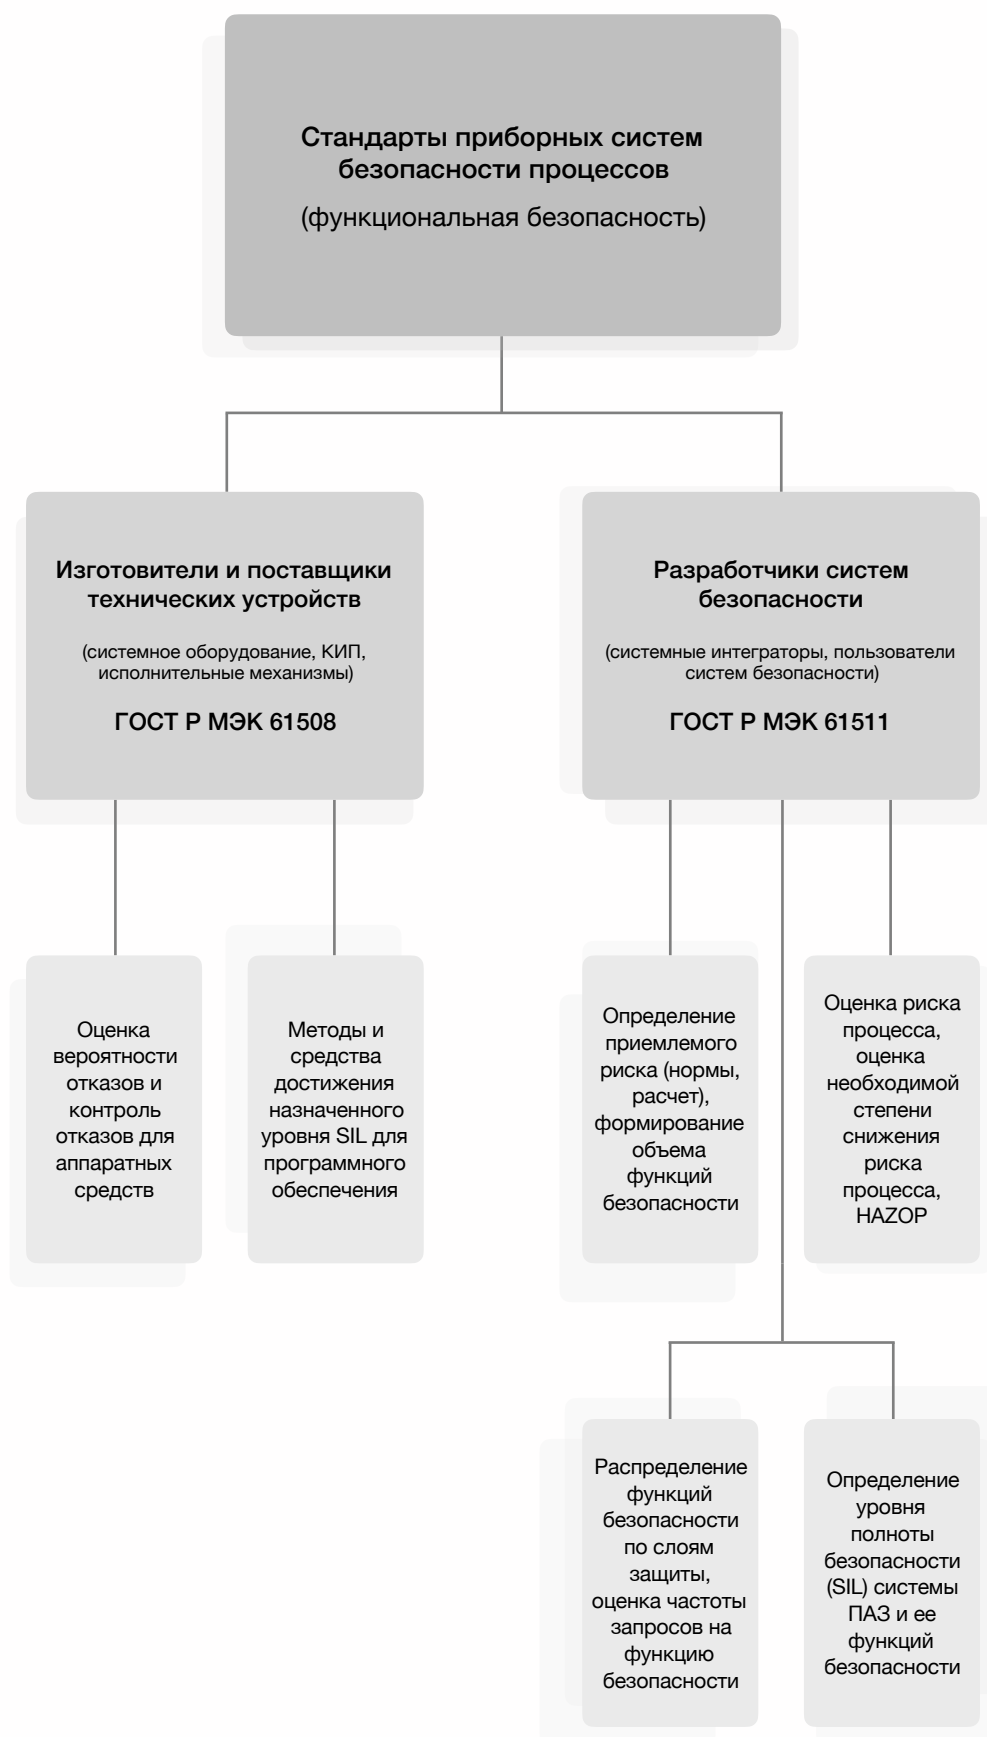 Стандарты приборных систем
безопасности процессов
(функциональная безопасность)
Изготовители и поставщики
технических устройств
(системное оборудование, КИП,
исполнительные механизмы)
ГОСТ Р МЭК 61508
Разработчики систем
безопасности
(системные интеграторы, пользователи
систем безопасности)
ГОСТ Р МЭК 61511
Оценка
вероятности
отказов и
контроль
отказов для
аппаратных
средств
Методы и
средства
достижения
назначенного
уровня SIL для
программного
обеспечения
Определение
приемлемого
риска (нормы,
расчет),
формирование
объема
функций
безопасности
Оценка риска
процесса,
оценка
необходимой
степени
снижения
риска
процесса,
HAZOP
Распределение
функций
безопасности
по слоям
защиты,
оценка частоты
запросов на
функцию
безопасности
Определение
уровня
полноты
безопасности
(SIL) системы
ПАЗ и ее
функций
безопасности